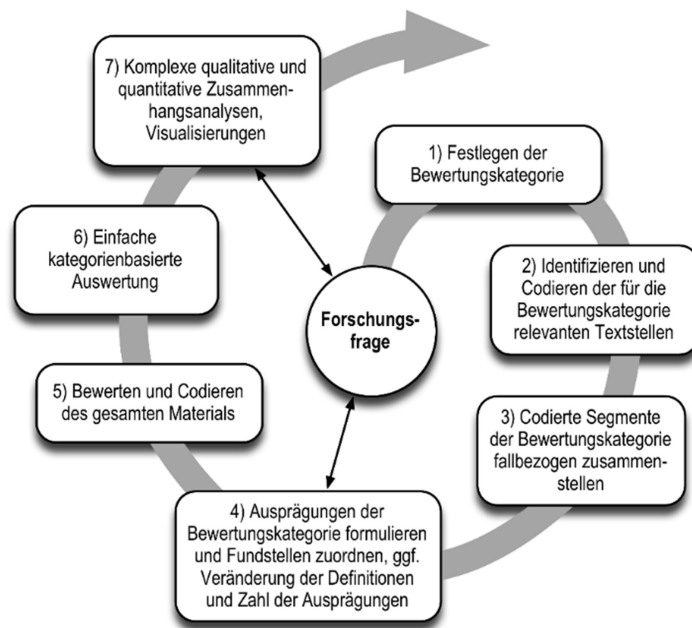 7) Komplexe qualitative und
quantitative Zusammen-
hangsanalysen,
Visualisierungen
1) Festlegen der
Bewertungskategorie
6) Einfache
kategorienbasierte
Auswertung
2) Identifizieren und
Codieren der für die
Bewertungskategorie
relevanten Textstellen
Forschungs-
frage
5) Bewerten und Codieren
des gesamten Materials
3) Codierte Segmente
der Bewertungskategorie
fallbezogen zusammen-
stellen
4) Ausprägungen der
Bewertungskategorie formulieren
und Fundstellen zuordnen, ggf.
Veränderung der Definitionen
und Zahl der Ausprägungen